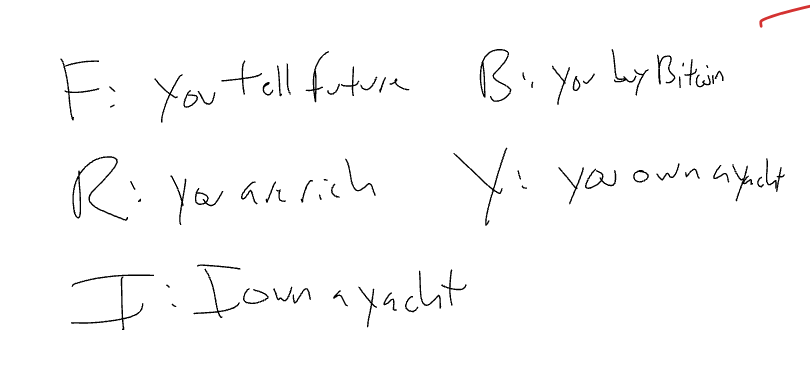 F: you tell future B: you buy Bitcoin
R: you are rich Y: you own a yacht
I: I own a yacht